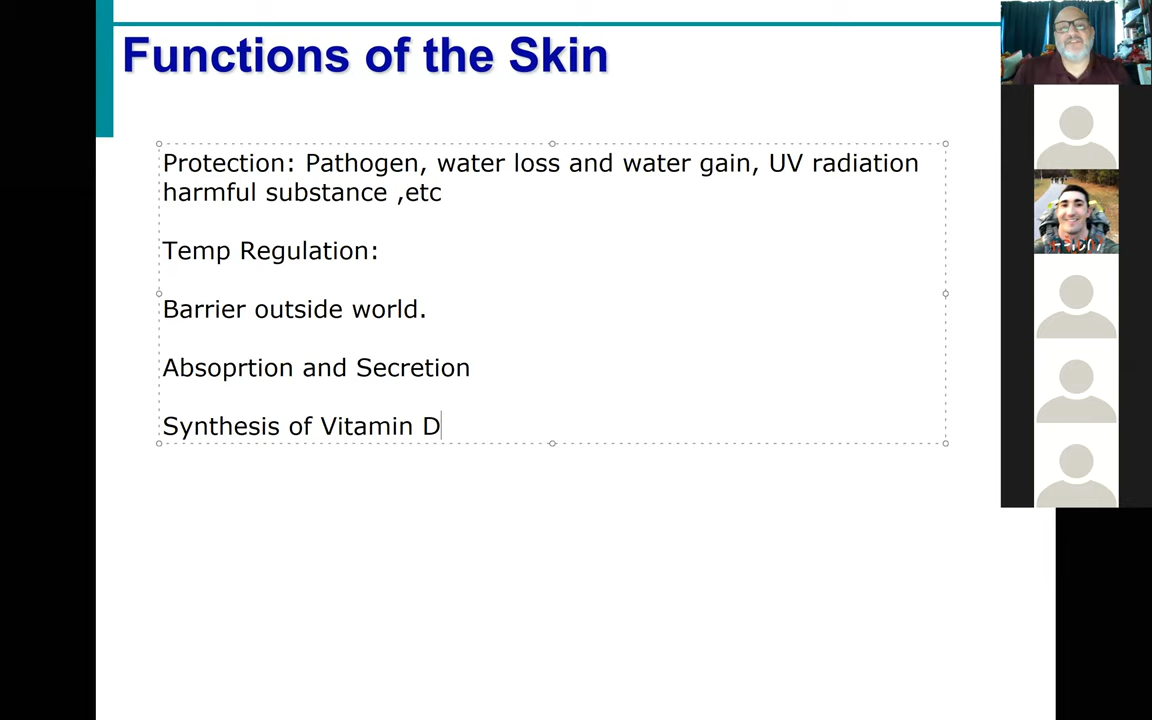 Functions of the Skin
Protection: Pathogen, water loss and water gain, UV radiation
harmful substance ,etc
Temp Regulation:
Barrier outside world.
Absoprtion and Secretion
Synthesis of Vitamin D